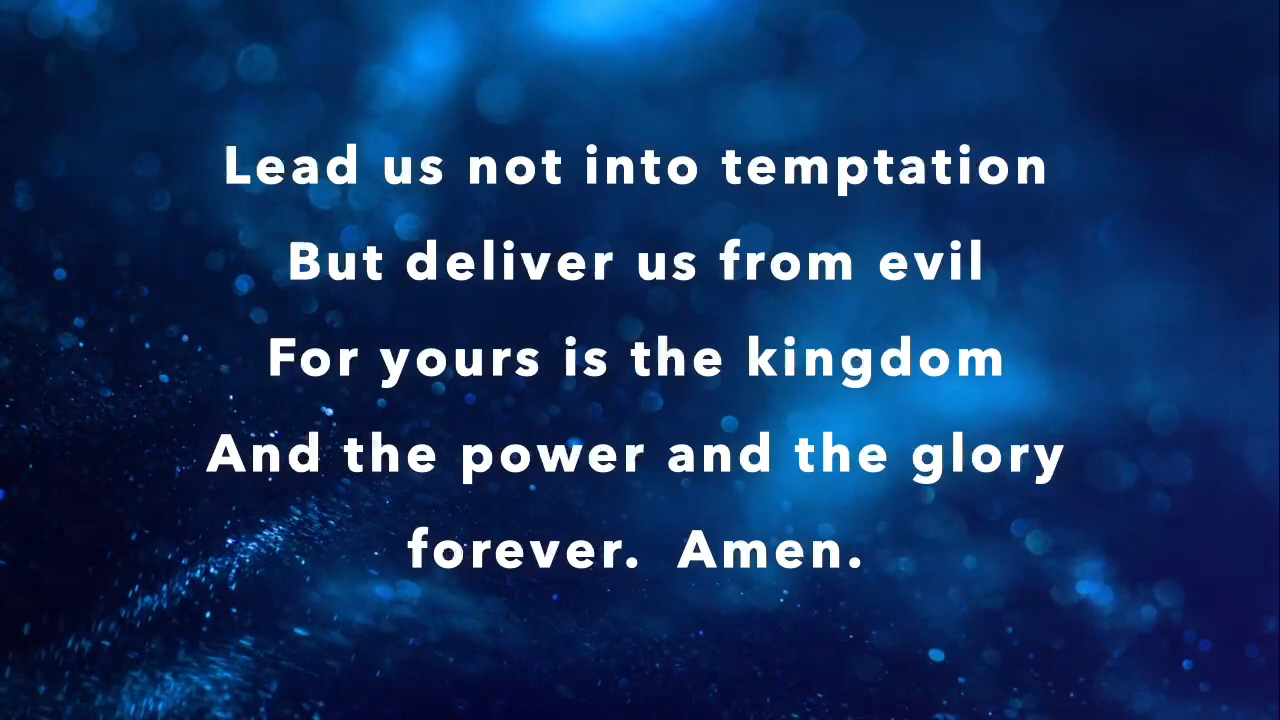 Lead us not into temptation
But deliver us from evil
For yours is the kingdom
And the power and the glory
forever.  Amen.